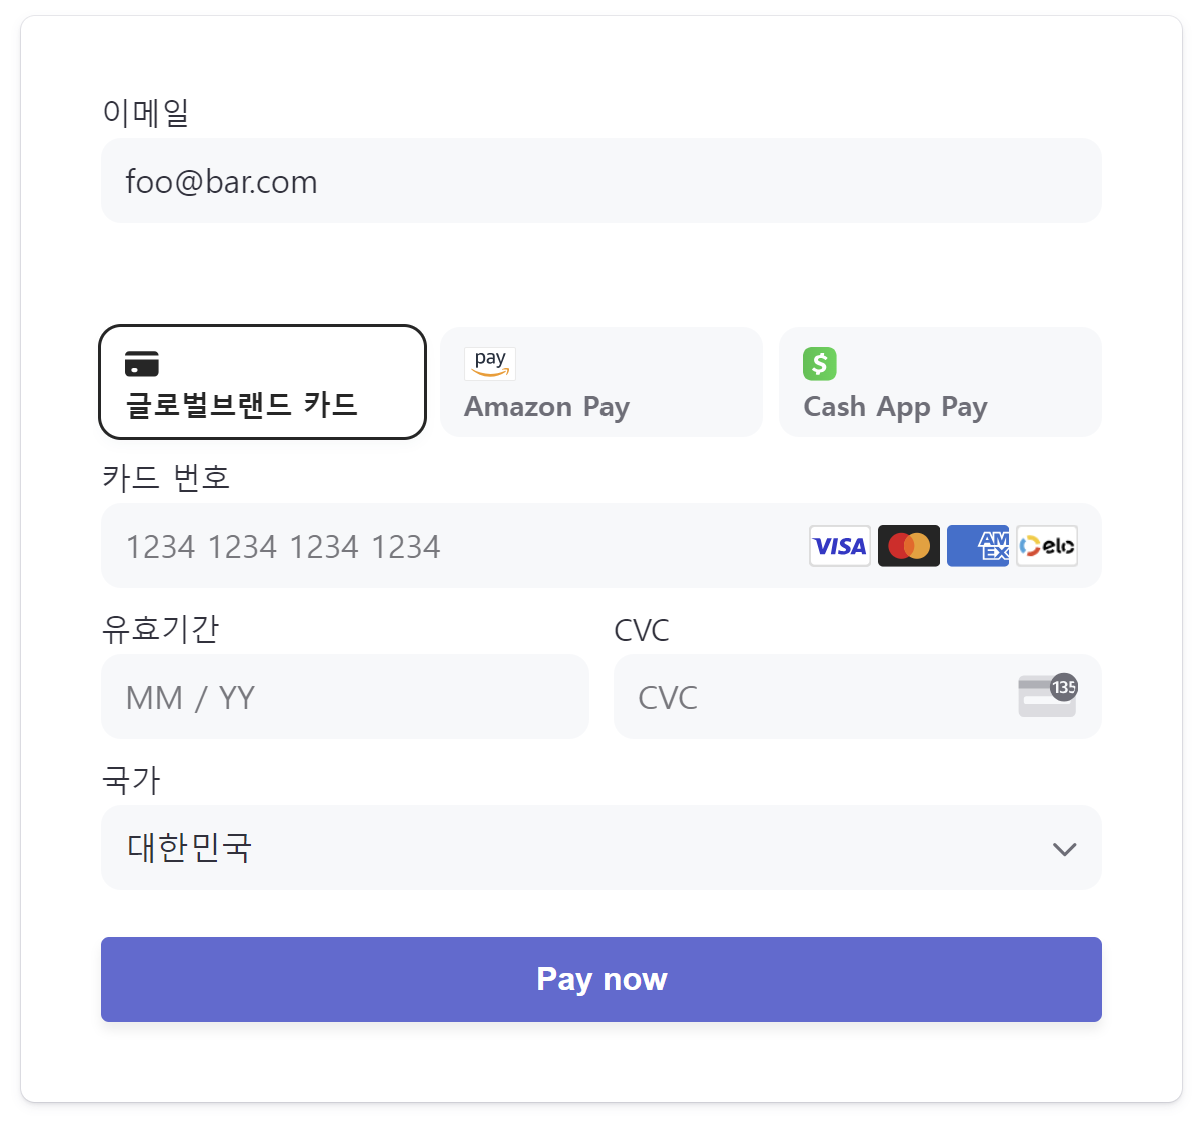 이메일
foo@bar.com
글로벌브랜드 카드
pay
Amazon Pay
$
Cash App Pay
카드 번호
1234 1234 1234 1234
VISA
AM
EX
elo
유효기간
CVC
MM / YY
CVC
135
국가
대한민국
Pay now